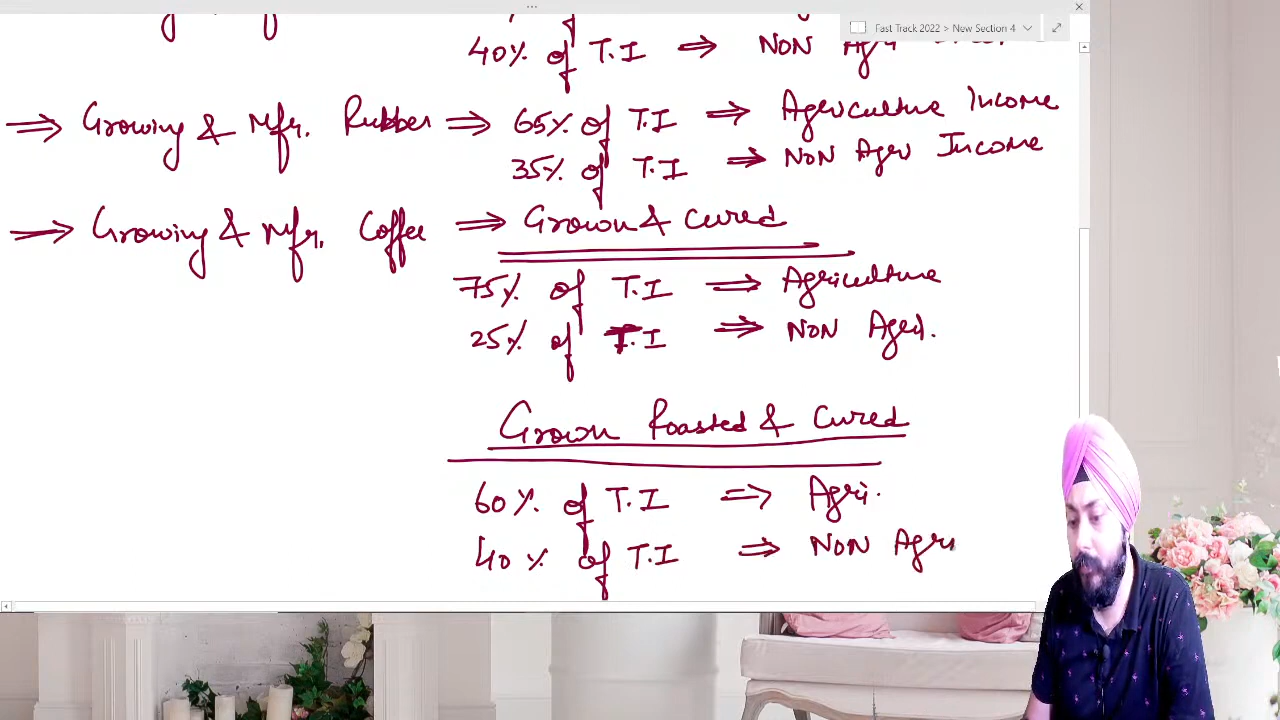 Fast Track 2022 > New Section 4
40% of T.I ⇒ NON Agri
⇒ Growing & Mfr. Rubber ⇒ 65% of T.I ⇒ Agriculture Income
35% of T.I ⇒ NON Agri Income
⇒ Growing & Mfr. Coffee ⇒ Grown & Cured
75% of T.I ⇒ Agriculture
25% of T.I ⇒ NON Agri.
Grown Roasted & Cured
60% of T.I ⇒ Agri.
40% of T.I ⇒ NON Agri